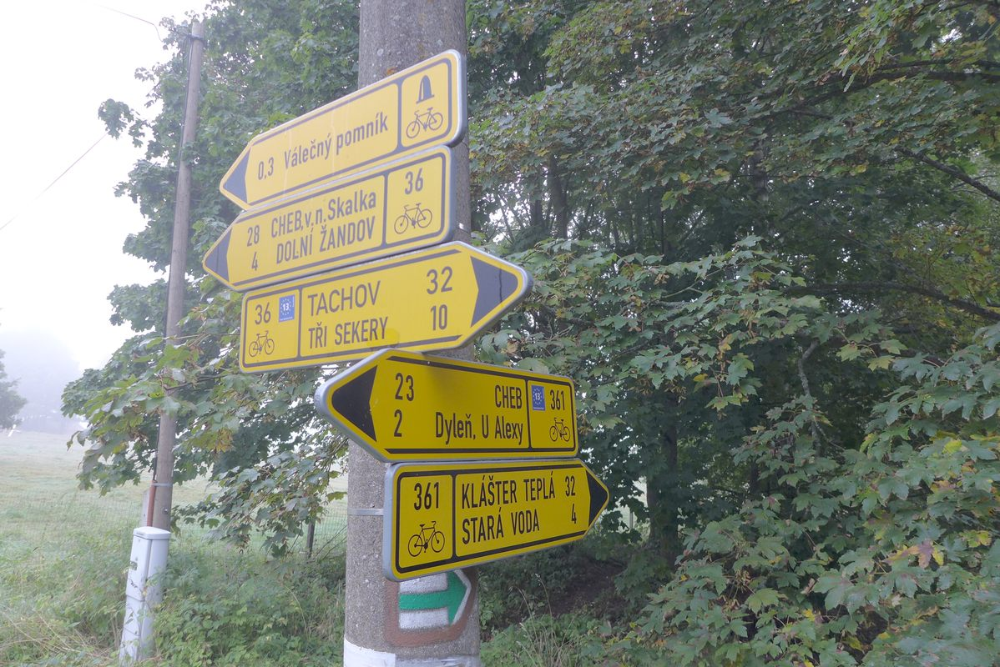 0,3 Válečný pomník
36
28 CHEB,v.n.Skalka
4 DOLNÍ ŽANDOV
36 13 TACHOV 32
TŘI SEKERY 10
23 CHEB 13 361
2 Dyleň, U Alexy
361 KLÁŠTER TEPLÁ 32
STARÁ VODA 4